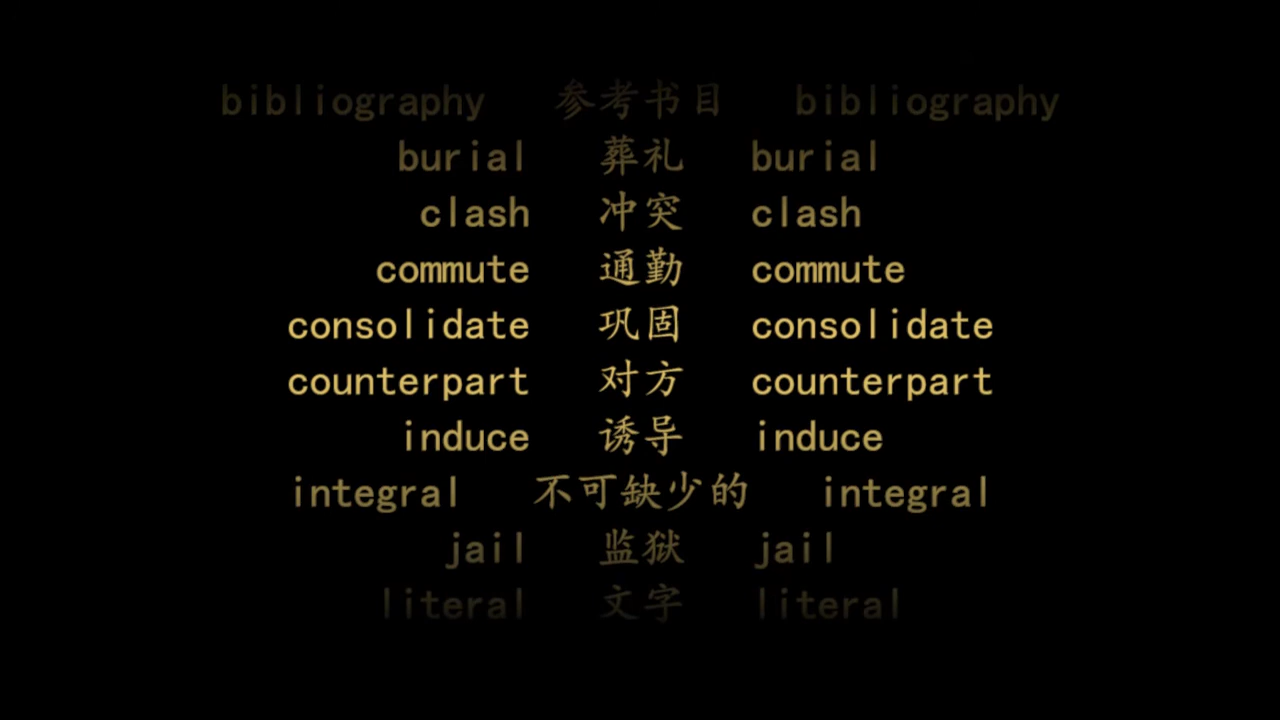 bibliography 参考书目 bibliography
burial 葬礼 burial
clash 冲突 clash
commute 通勤 commute
consolidate 巩固 consolidate
counterpart 对方 counterpart
induce 诱导 induce
integral 不可缺少的 integral
jail 监狱 jail
literal 文字 literal